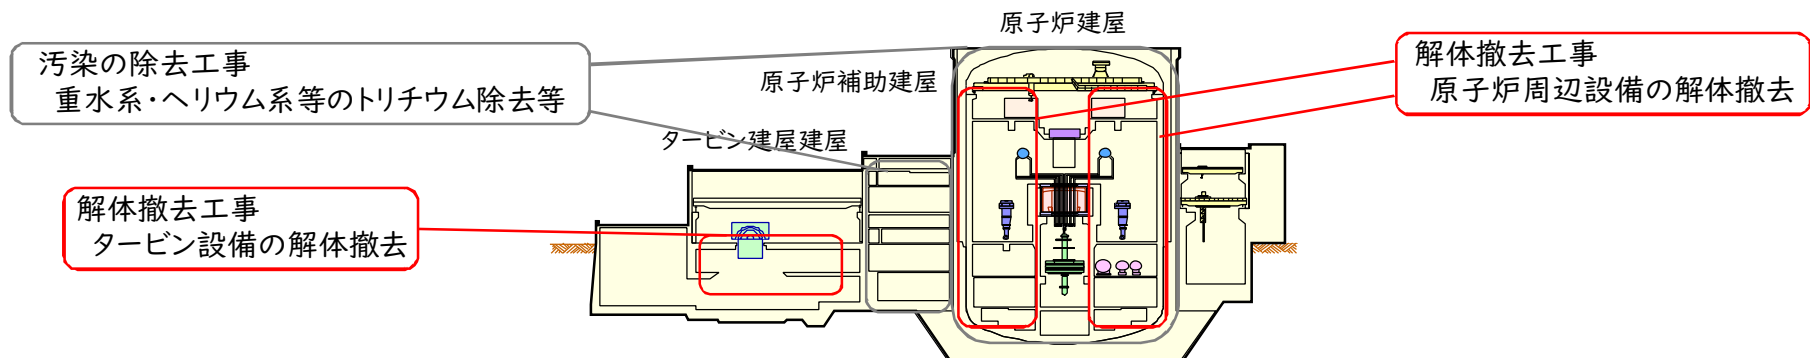 原子炉建屋
汚染の除去工事
重水系・ヘリウム系等のトリチウム除去等
原子炉補助建屋
解体撤去工事
原子炉周辺設備の解体撤去
タービン建屋建屋
解体撤去工事
タービン設備の解体撤去